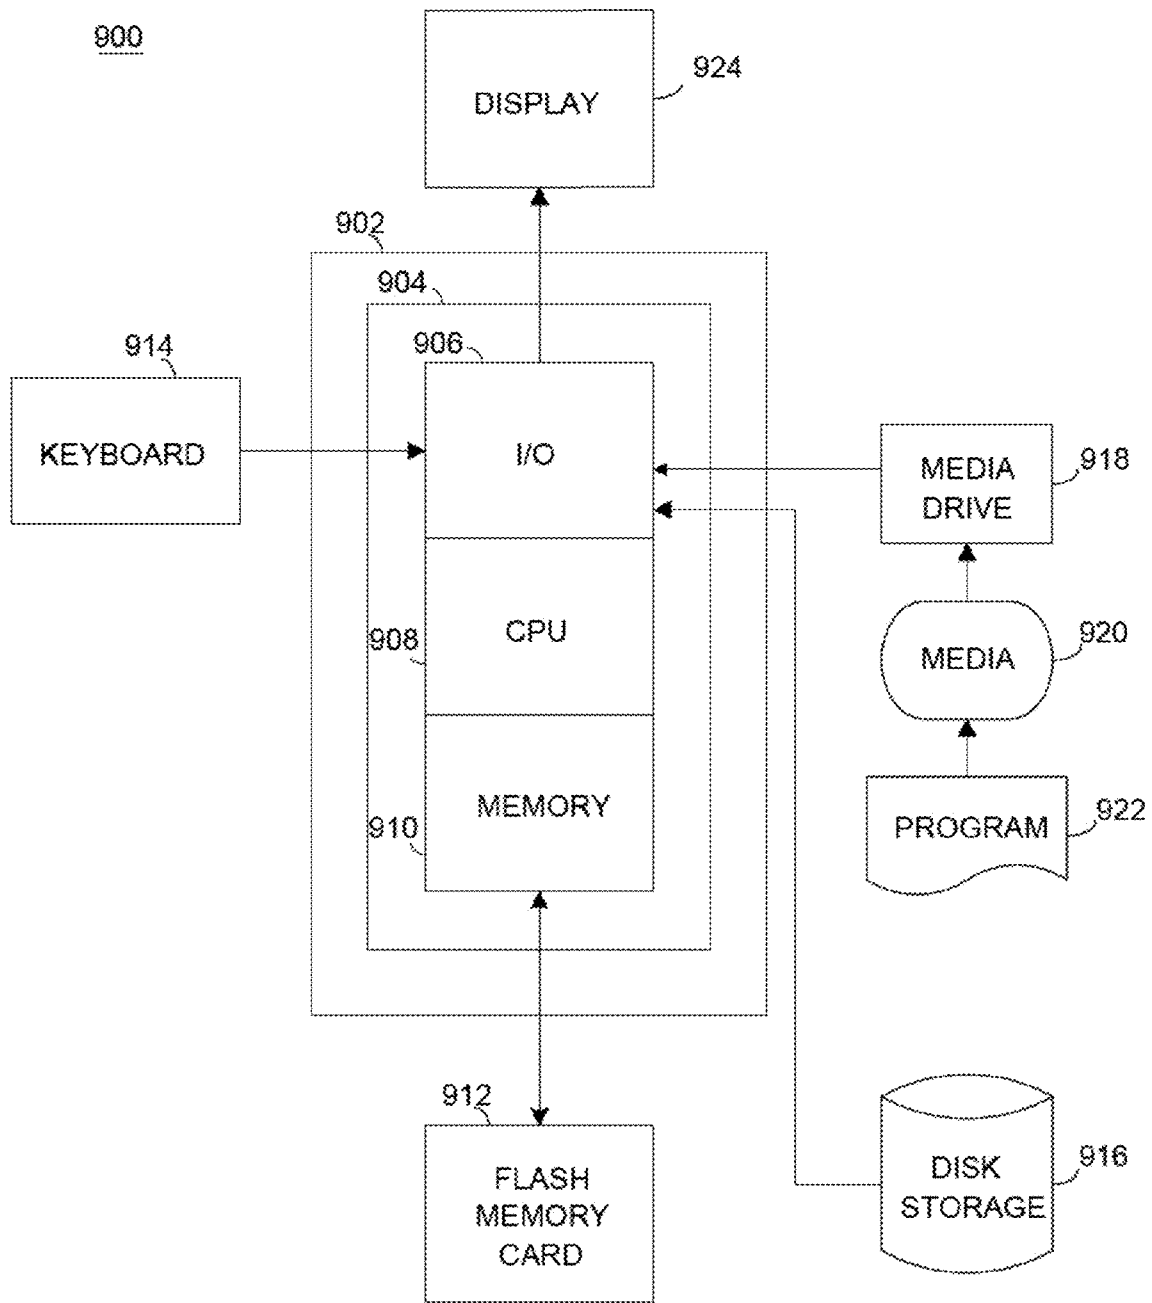 900
DISPLAY
924
902
904
906
914
KEYBOARD
I/O
MEDIA
DRIVE
918
CPU
908
MEDIA
920
MEMORY
910
PROGRAM
922
912
FLASH
MEMORY
CARD
DISK
STORAGE
916